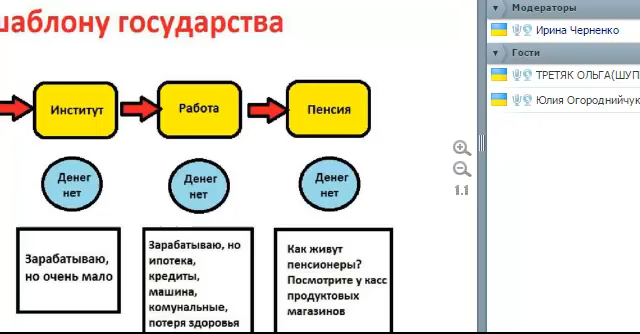 шаблону государства
Институт
Работа
Пенсия
Денег
нет
Денег
нет
Денег
нет
Зарабатываю,
но очень мало
Зарабатываю, но
ипотека,
кредиты,
машина,
комунальные,
потеря здоровья
Как живут
пенсионеры?
Посмотрите у касс
продуктовых
магазинов
1.1
Модераторы
Ирина Черненко
Гости
ТРЕТЯК ОЛЬГА(ШУП
Юлия Огороднийчук